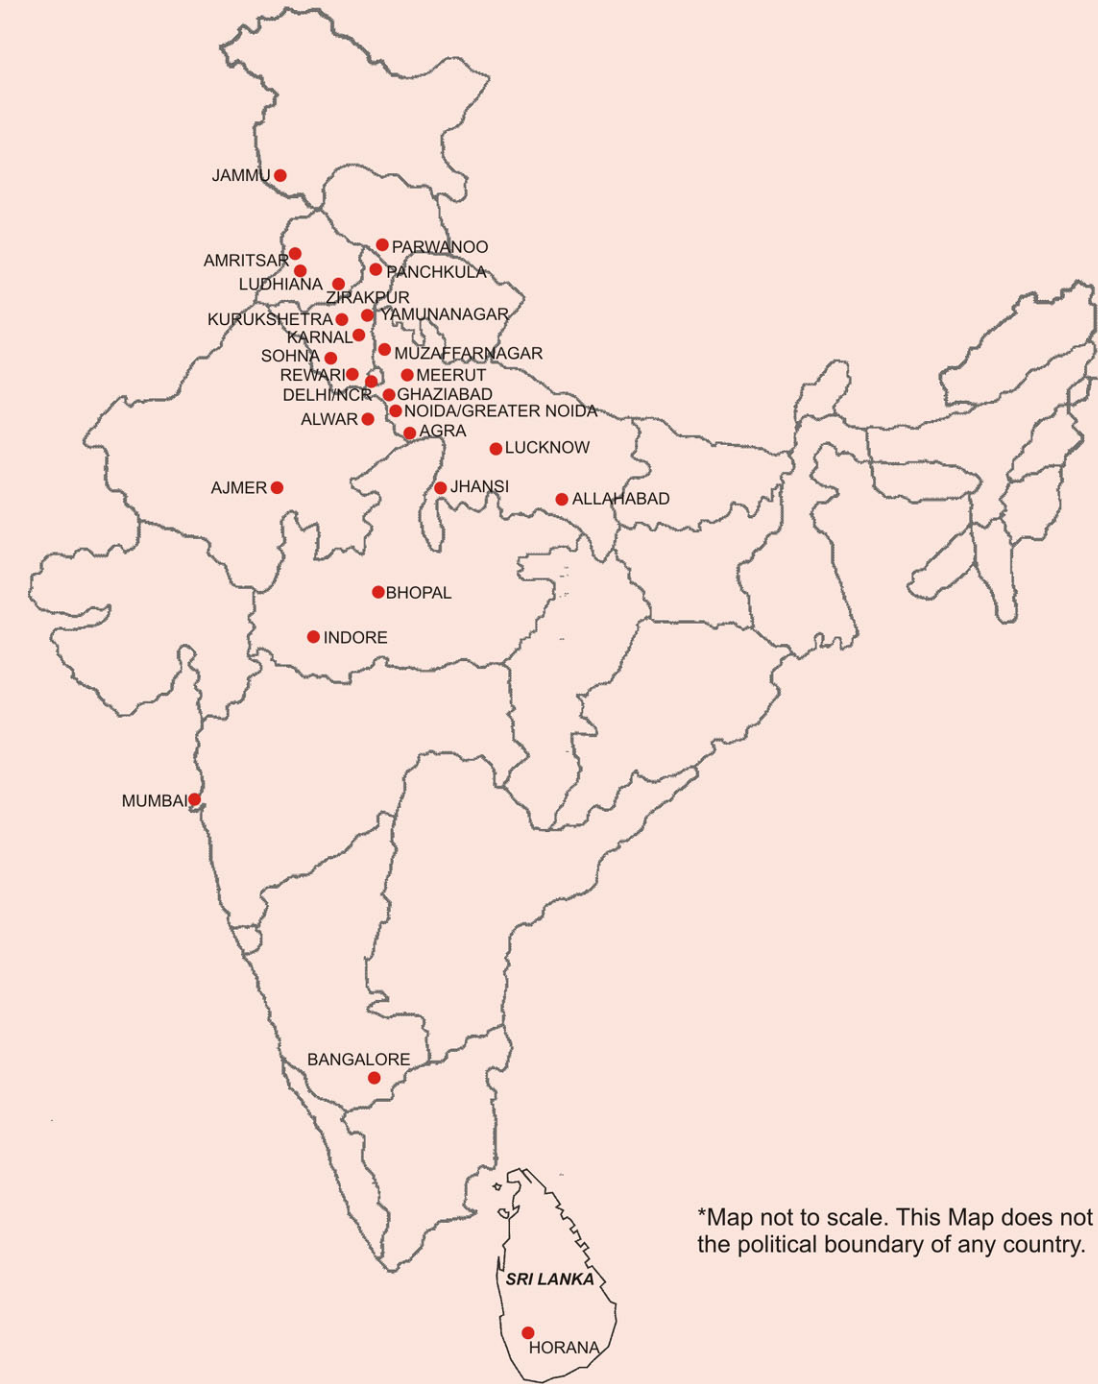 JAMMU
PARWANOO
AMRITSAR
PANCHKULA
LUDHIANA
ZIRAKPUR
YAMUNANAGAR
KURUKSHETRA
KARNAL
MUZAFFARNAGAR
SOHNA
REWARI
MEERUT
DELHI/NCR
GHAZIABAD
NOIDA/GREATER NOIDA
ALWAR
AGRA
LUCKNOW
AJMER
JHANSI
ALLAHABAD
BHOPAL
INDORE
MUMBAI
BANGALORE
*Map not to scale. This Map does not
the political boundary of any country.
SRI LANKA
HORANA